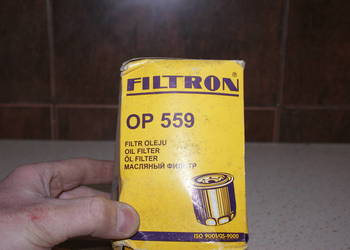 FILTRON
OP 559
FILTR OLEJU
OIL FILTER
ÖL FILTER
МАСЛЯНЫЙ ФИЛЬТР
ISO 9001/QS-9000